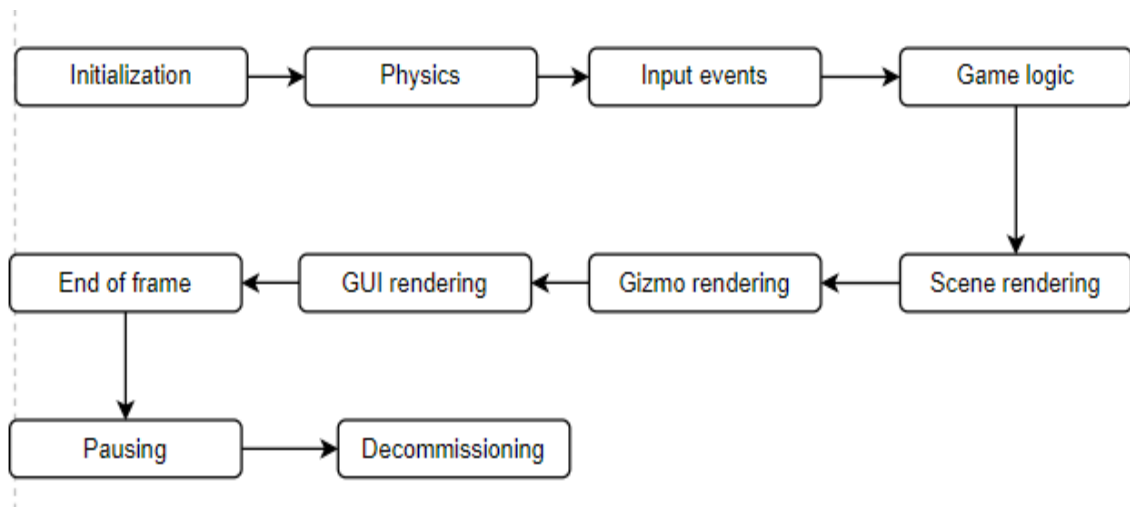 Initialization
Physics
Input events
Game logic
Scene rendering
Gizmo rendering
GUI rendering
End of frame
Pausing
Decommissioning